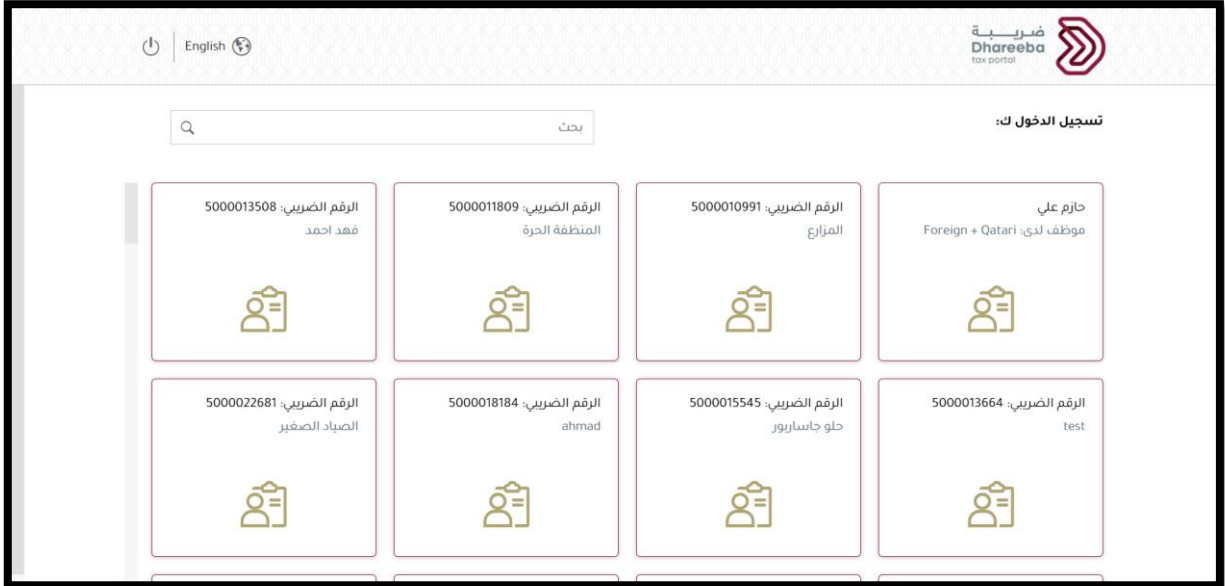 ضريبة
Dhareeba
tax portal
English
تسجيل الدخول ك:
بحث
حازم علي
موظف لدى: Foreign + Qatari
الرقم الضريبي: 5000010991
المزارع
الرقم الضريبي: 5000011809
المنظفة الحرة
الرقم الضريبي: 5000013508
فهد احمد
الرقم الضريبي: 5000013664
test
الرقم الضريبي: 5000015545
حلو جاساريور
الرقم الضريبي: 5000018184
ahmad
الرقم الضريبي: 5000022681
الصياد الصغير